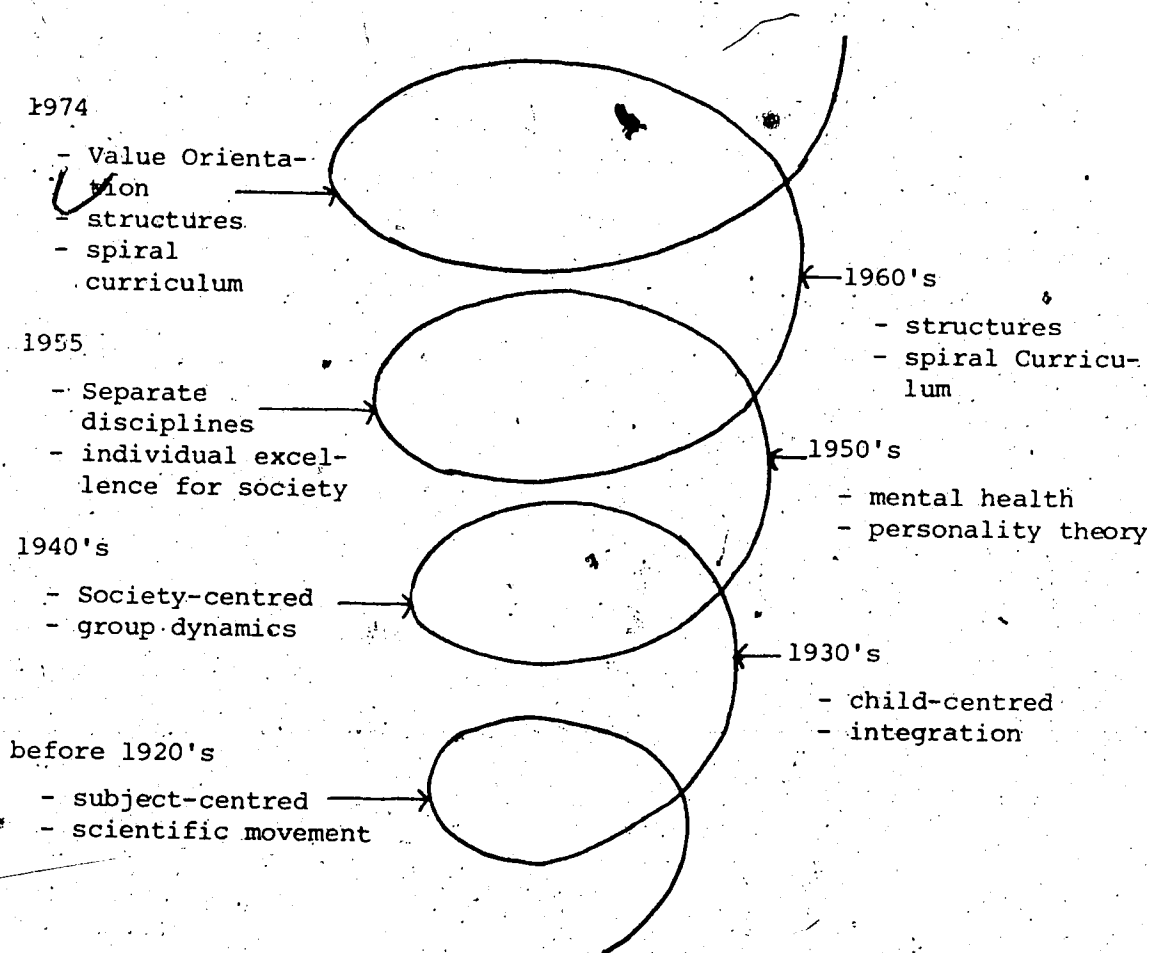 1974
- Value Orienta-
tion
- structures
- spiral
curriculum
1960's
- structures
- spiral Curricu-
lum
1955
- Separate
disciplines
- individual excel-
lence for society
1950's
- mental health
- personality theory
1940's
- Society-centred
- group dynamics
1930's
- child-centred
- integration
before 1920's
- subject-centred
- scientific movement